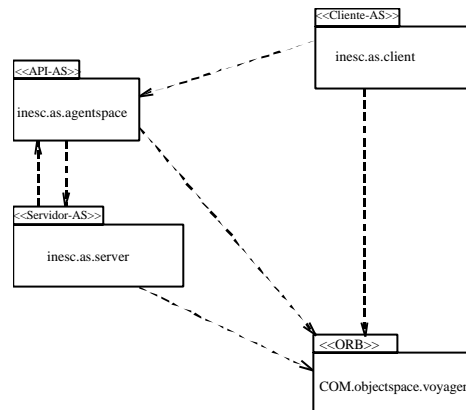 <<Cliente-AS>>
inesc.as.client
<<API-AS>>
inesc.as.agentspace
<<Servidor-AS>>
inesc.as.server
<<ORB>>
COM.objectspace.voyager